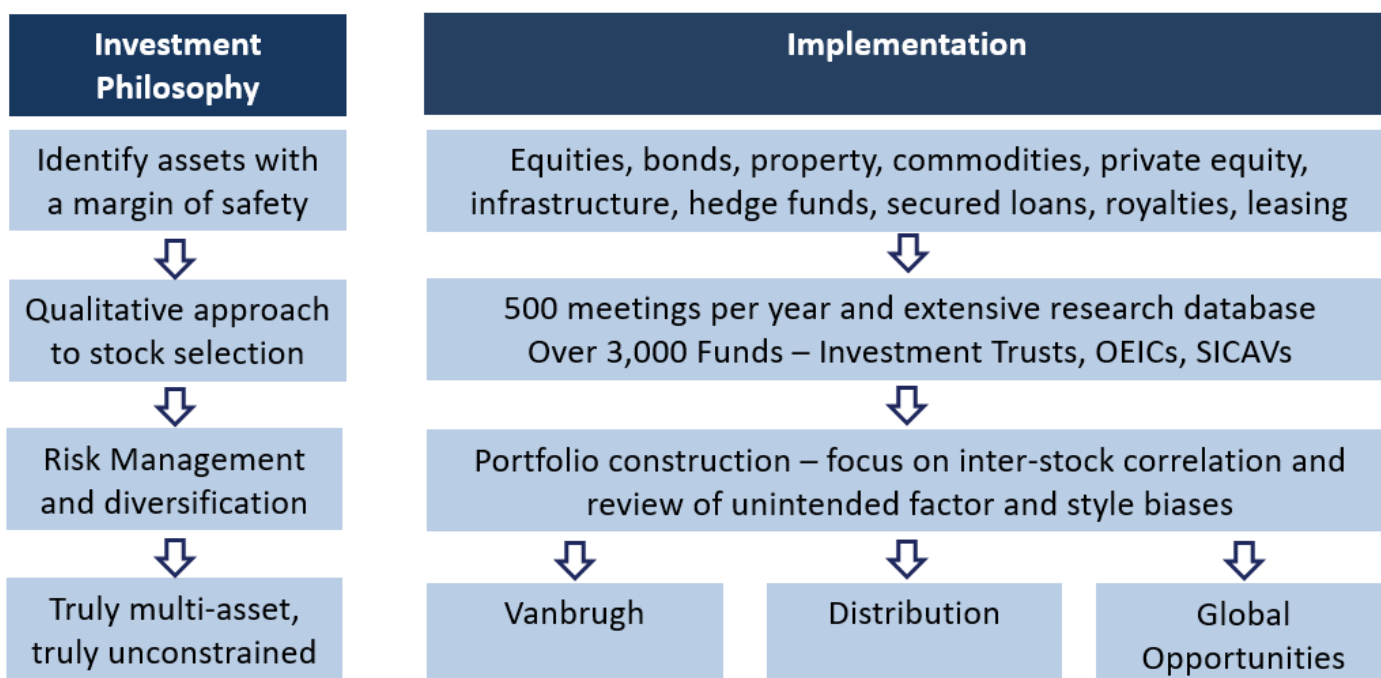 Investment
Philosophy
Implementation
Identify assets with
a margin of safety
Equities, bonds, property, commodities, private equity,
infrastructure, hedge funds, secured loans, royalties, leasing
Qualitative approach
to stock selection
500 meetings per year and extensive research database
Over 3,000 Funds – Investment Trusts, OEICs, SICAVs
Risk Management
and diversification
Portfolio construction – focus on inter-stock correlation and
review of unintended factor and style biases
Truly multi-asset,
truly unconstrained
Vanbrugh
Distribution
Global
Opportunities